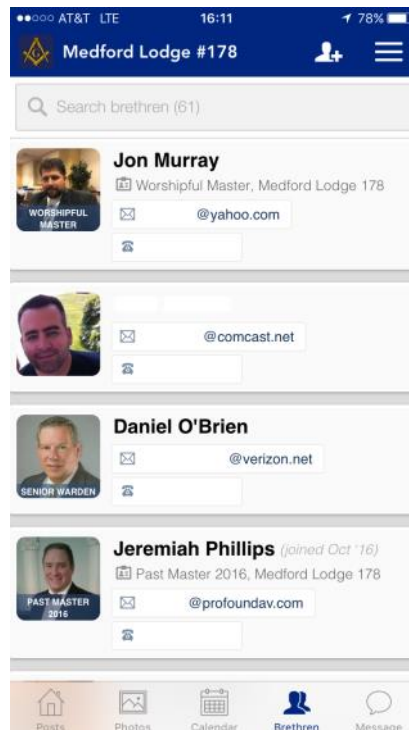 AT&T LTE 16:11 78%
Medford Lodge #178
Search brethren (61)
Jon Murray
Worshipful Master, Medford Lodge 178
WORSHIPFUL
MASTER
@yahoo.com
@comcast.net
Daniel O'Brien
@verizon.net
SENIOR WARDEN
Jeremiah Phillips (joined Oct '16)
Past Master 2016, Medford Lodge 178
PAST MASTER
2016
@profoundav.com
Posts Photos Calendar Brethren Message